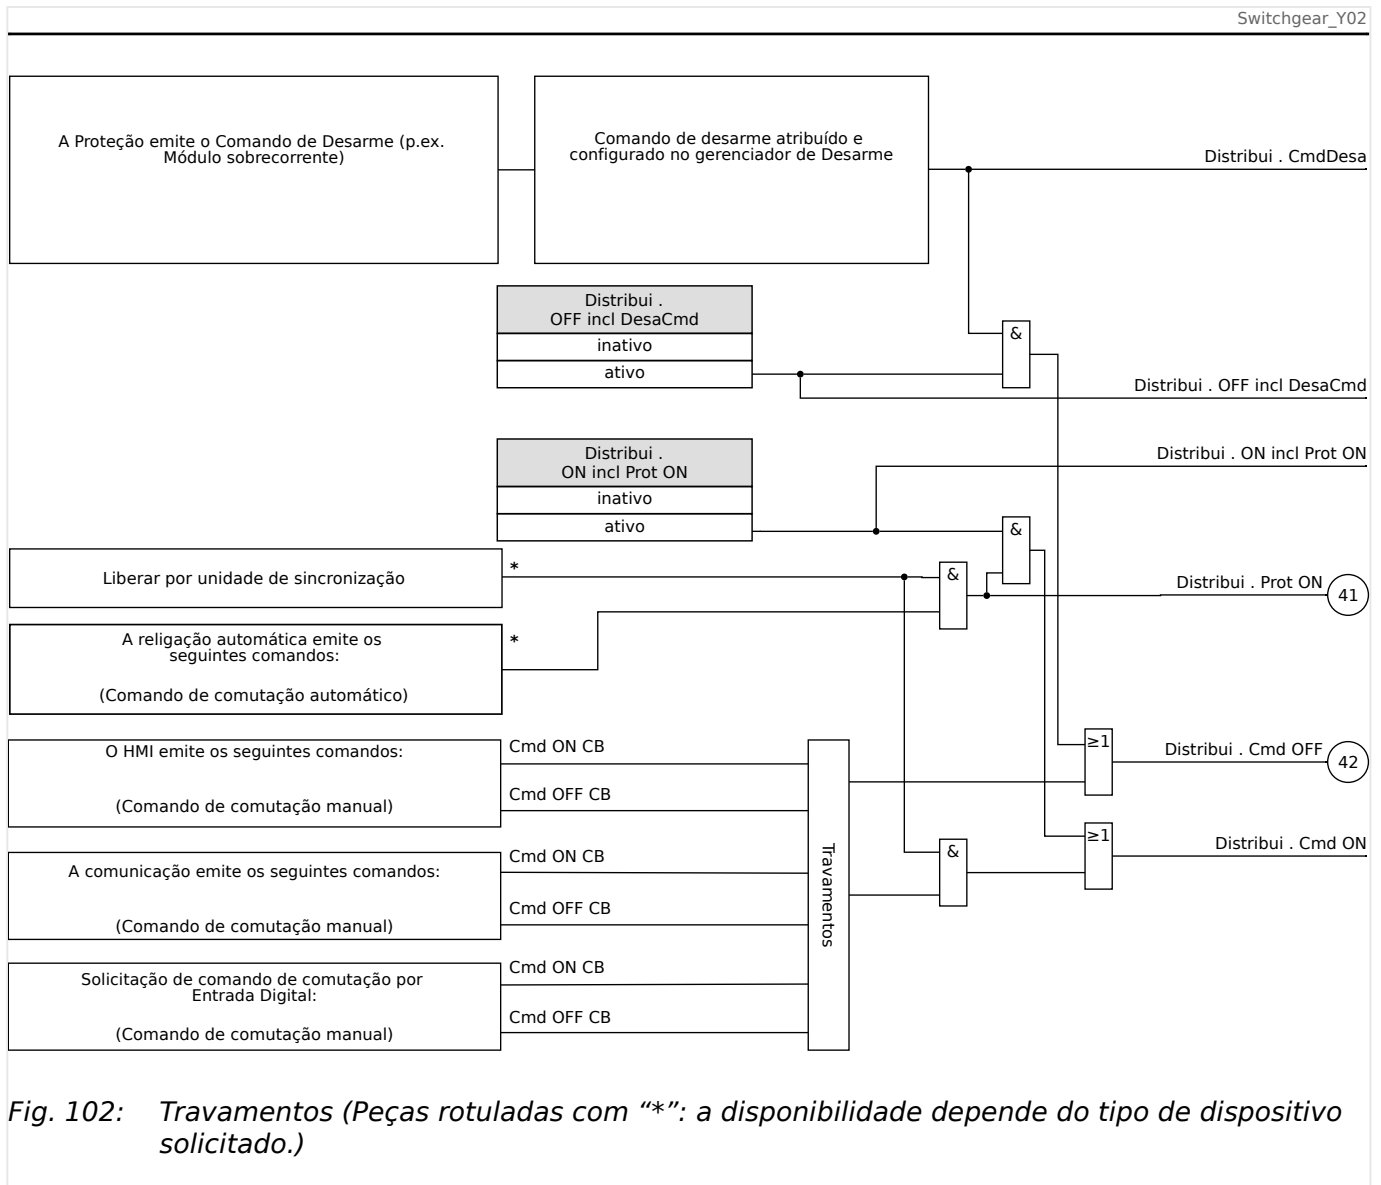 Switchgear_Y02
A Proteção emite o Comando de Desarme (p.ex.
Módulo sobrecorrente)
Comando de desarme atribuído e
configurado no gerenciador de Desarme
Distribui . CmdDesa
Distribui .
OFF incl DesaCmd
inativo
ativo
&
Distribui . OFF incl DesaCmd
Distribui .
ON incl Prot ON
inativo
ativo
Distribui . ON incl Prot ON
&
Liberar por unidade de sincronização
*
&
Distribui . Prot ON
41
A religação automática emite os
seguintes comandos:
(Comando de comutação automático)
*
O HMI emite os seguintes comandos:
(Comando de comutação manual)
Cmd ON CB
Cmd OFF CB
≥1
Distribui . Cmd OFF
42
A comunicação emite os seguintes comandos:
(Comando de comutação manual)
Cmd ON CB
Cmd OFF CB
Travamentos
&
≥1
Distribui . Cmd ON
Solicitação de comando de comutação por
Entrada Digital:
(Comando de comutação manual)
Cmd ON CB
Cmd OFF CB
Fig. 102: Travamentos (Peças rotuladas com “*”: a disponibilidade depende do tipo de dispositivo
solicitado.)